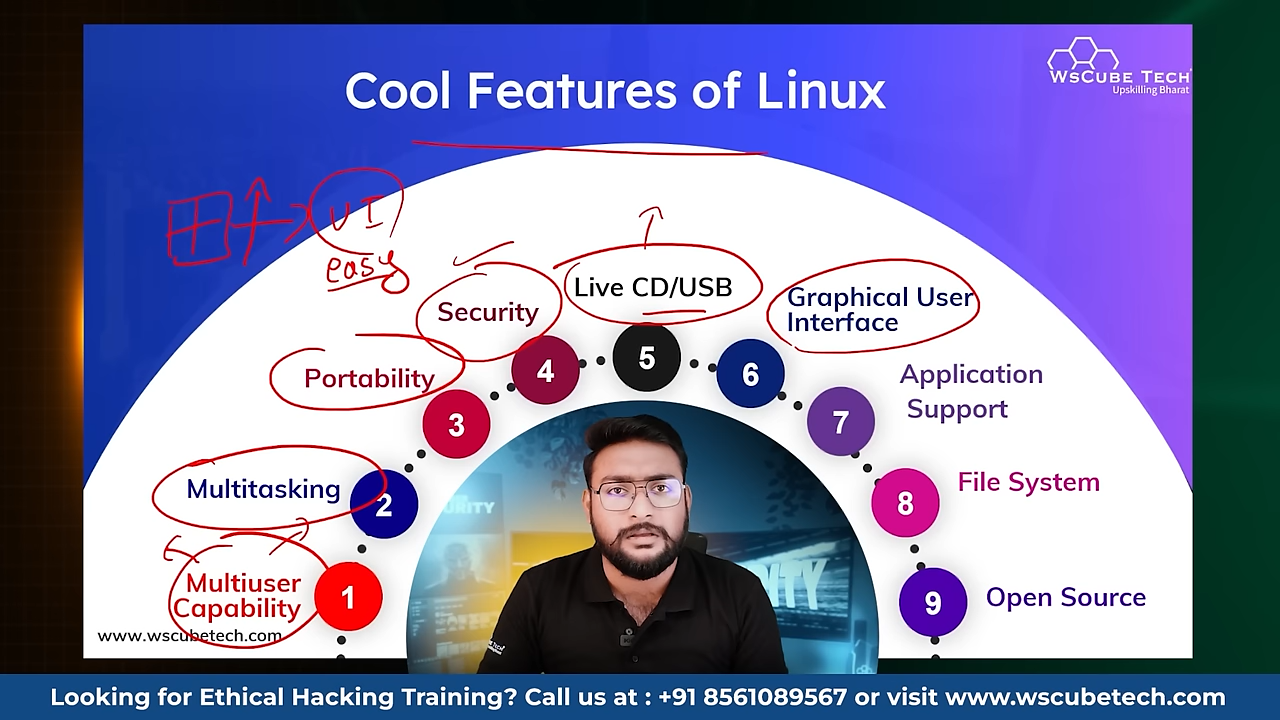 Cool Features of Linux
WsCube Tech
Upskilling Bharat
UI
easy
Security
Live CD/USB
Graphical User
Interface
Portability
4
5
6
Application
Support
3
7
Multitasking
2
8
File System
URITY
NTY
Multiuser
Capability
1
9
Open Source
www.wscubetech.com
Looking for Ethical Hacking Training? Call us at : +91 8561089567 or visit www.wscubetech.com